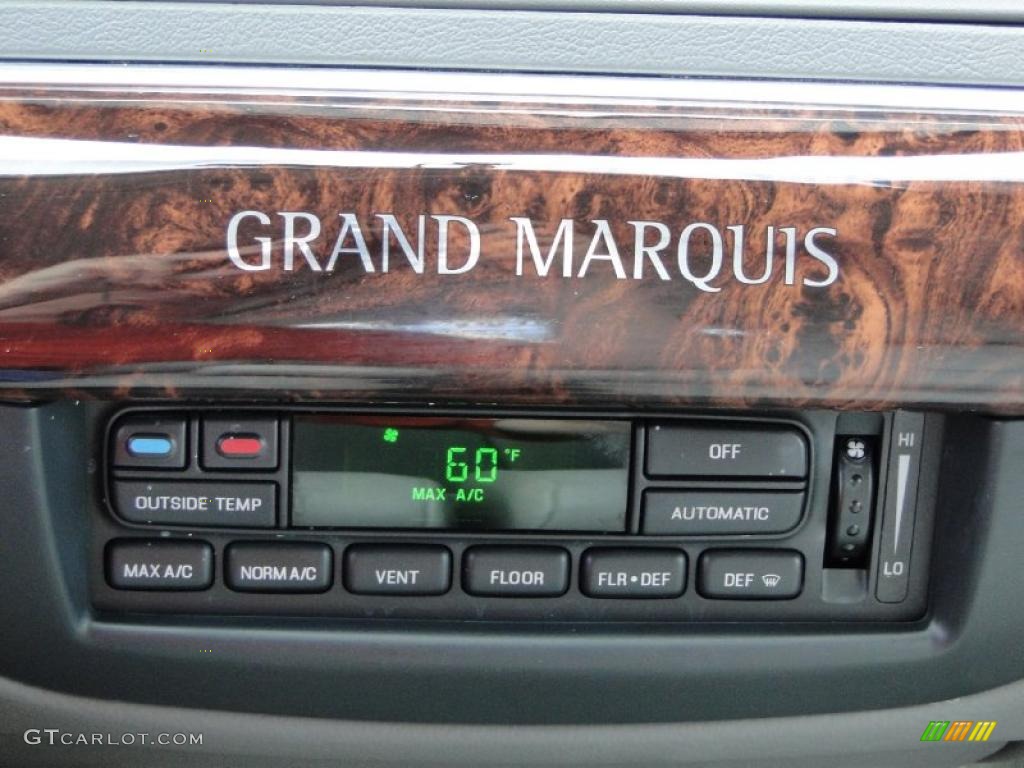 GRAND MARQUIS
60 °F
MAX A/C
OFF
HI
OUTSIDE TEMP
AUTOMATIC
MAX A/C
NORM A/C
VENT
FLOOR
FLR•DEF
DEF
LO
GTCARLOT.COM